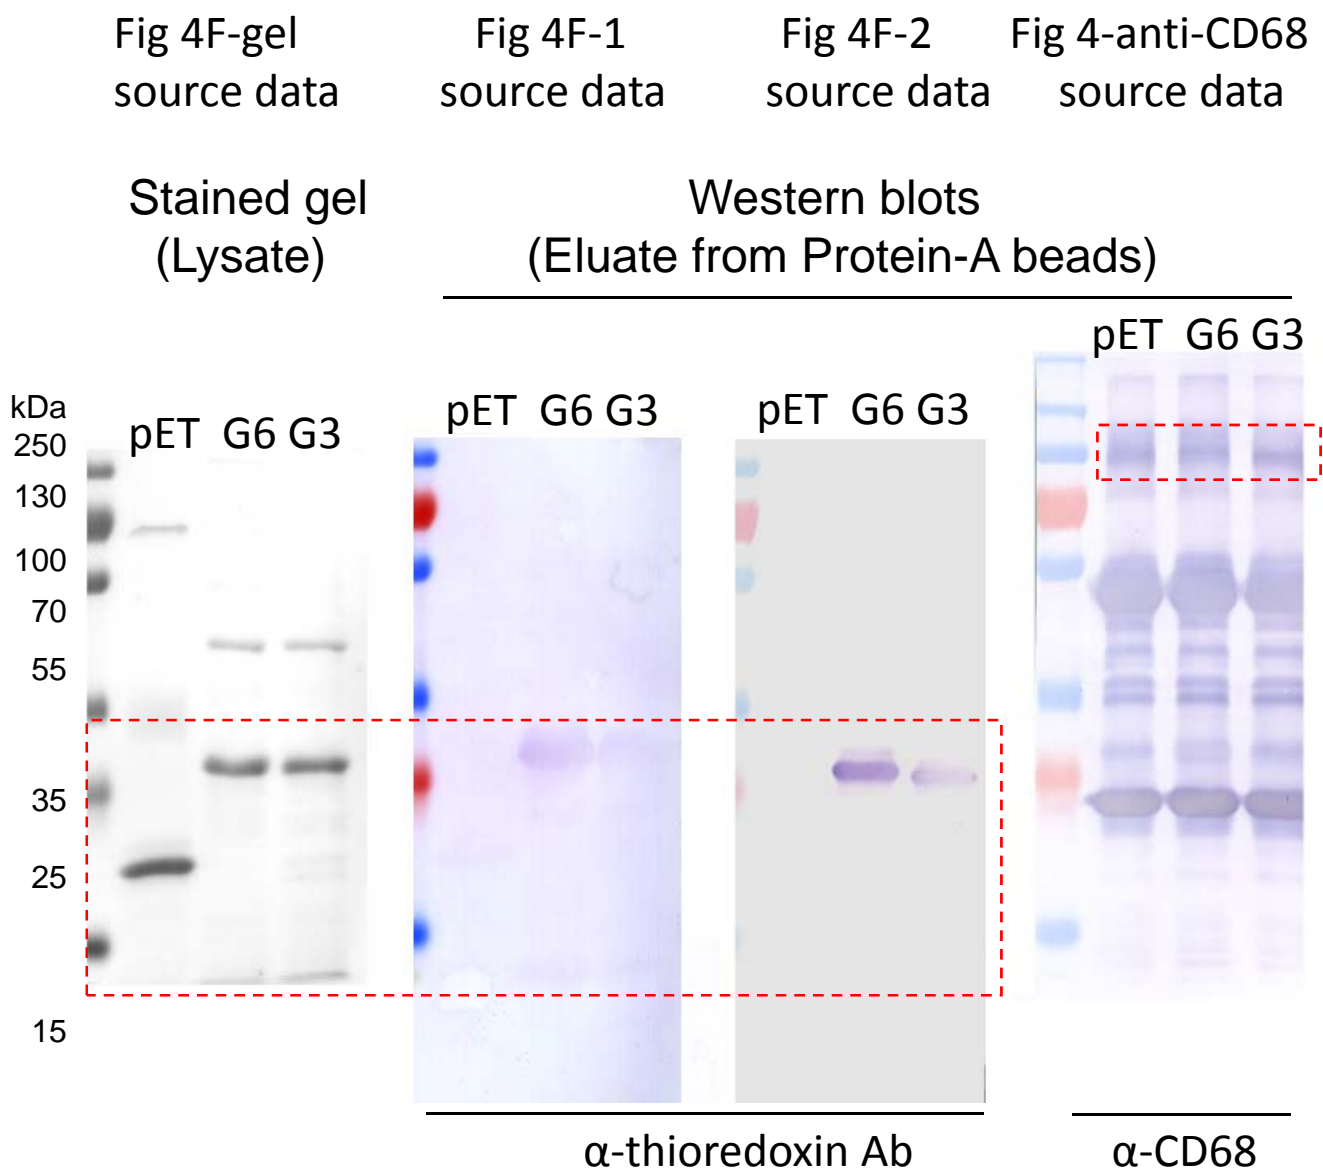 Fig 4F-gel
source data
Fig 4F-1
source data
Fig 4F-2
source data
Fig 4-anti-CD68
source data
Stained gel
(Lysate)
Western blots
(Eluate from Protein-A beads)
kDa
250
130
100
70
55
35
25
15
pET G6 G3
pET G6 G3
pET G6 G3
pET G6 G3
α-thioredoxin Ab
α-CD68